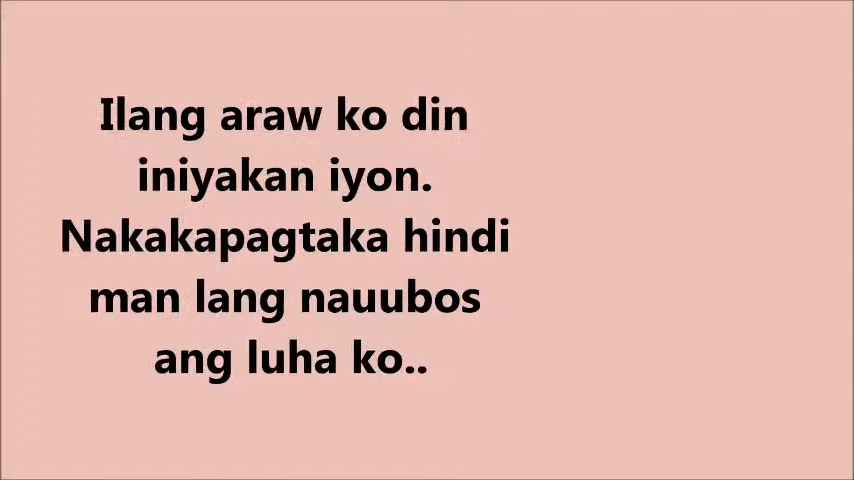 Ilang araw ko din
iniyakan iyon.
Nakakapagtaka hindi
man lang nauubos
ang luha ko..